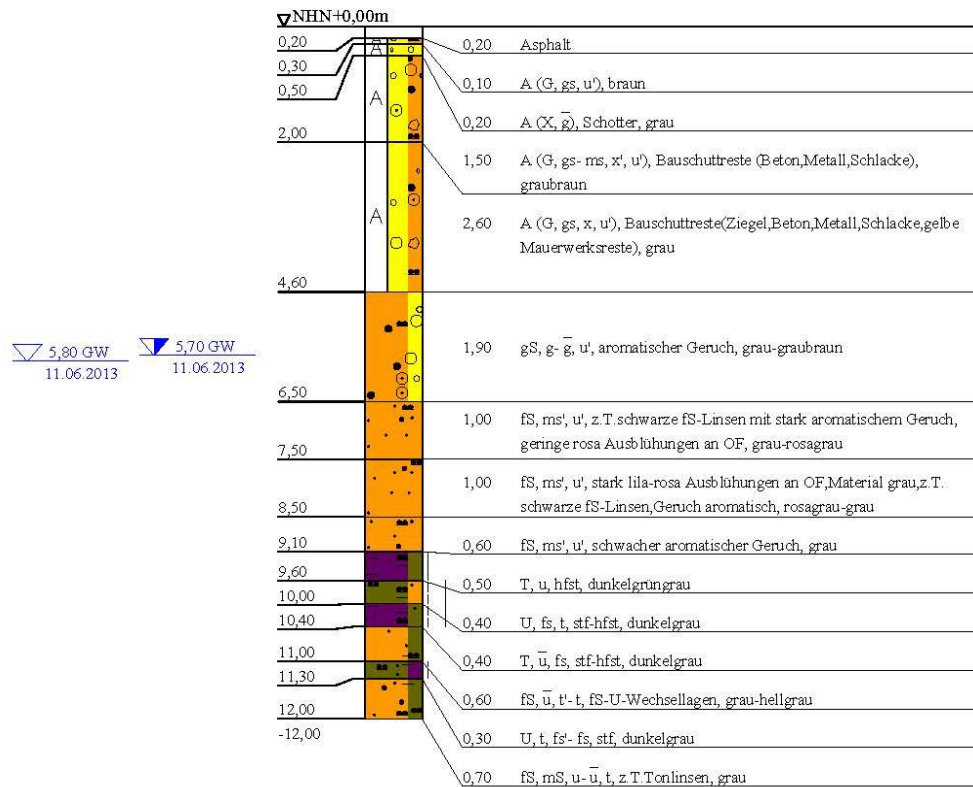 NHN+0,00m
0,20
0,30
0,50
2,00
4,60
6,50
7,50
8,50
9,10
9,60
10,00
10,40
11,00
11,30
12,00
-12,00
A
A
A
A
5,80 GW
11.06.2013
5,70 GW
11.06.2013
0,20 Asphalt
0,10 A (G, gs, u'), braun
0,20 A (X, g̅), Schotter, grau
1,50 A (G, gs- ms, x', u'), Bauschuttreste (Beton,Metall,Schlacke),
graubraun
2,60 A (G, gs, x, u'), Bauschuttreste(Ziegel,Beton,Metall,Schlacke,gelbe
Mauerwerksreste), grau
1,90 gS, g- g̅, u', aromatischer Geruch, grau-graubraun
1,00 fS, ms', u', z.T.schwarze fS-Linsen mit stark aromatischem Geruch,
geringe rosa Ausblühungen an OF, grau-rosagrau
1,00 fS, ms', u', stark lila-rosa Ausblühungen an OF,Material grau,z.T.
schwarze fS-Linsen,Geruch aromatisch, rosagrau-grau
0,60 fS, ms', u', schwacher aromatischer Geruch, grau
0,50 T, u, hfst, dunkelgrüngrau
0,40 U, fs, t, stf-hfst, dunkelgrau
0,40 T, u̅, fs, stf-hfst, dunkelgrau
0,60 fS, u̅, t'- t, fS-U-Wechsellagen, grau-hellgrau
0,30 U, t, fs'- fs, stf, dunkelgrau
0,70 fS, mS, u- u̅, t, z.T.Tonlinsen, grau